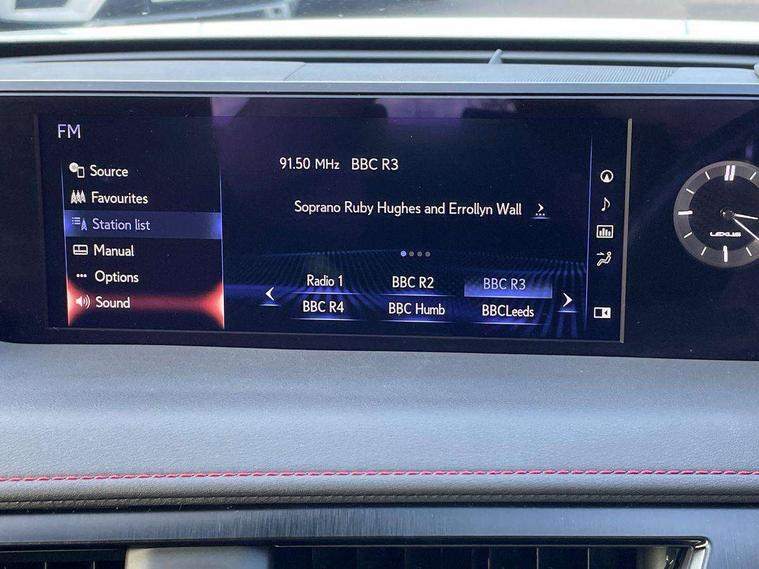 FM
Source
Favourites
Station list
Manual
Options
Sound
91.50 MHz BBC R3
Soprano Ruby Hughes and Errollyn Wall
Radio 1 BBC R2 BBC R3
BBC R4 BBC Humb BBCLeeds
LEXUS